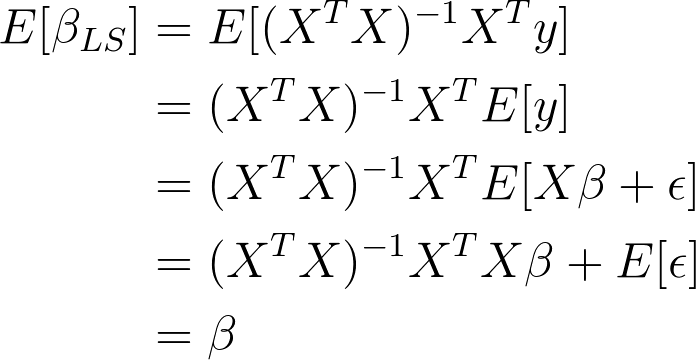 E[β_{LS}] = E[(X^T X)^{-1} X^T y]
= (X^T X)^{-1} X^T E[y]
= (X^T X)^{-1} X^T E[Xβ + ϵ]
= (X^T X)^{-1} X^T Xβ + E[ϵ]
= β